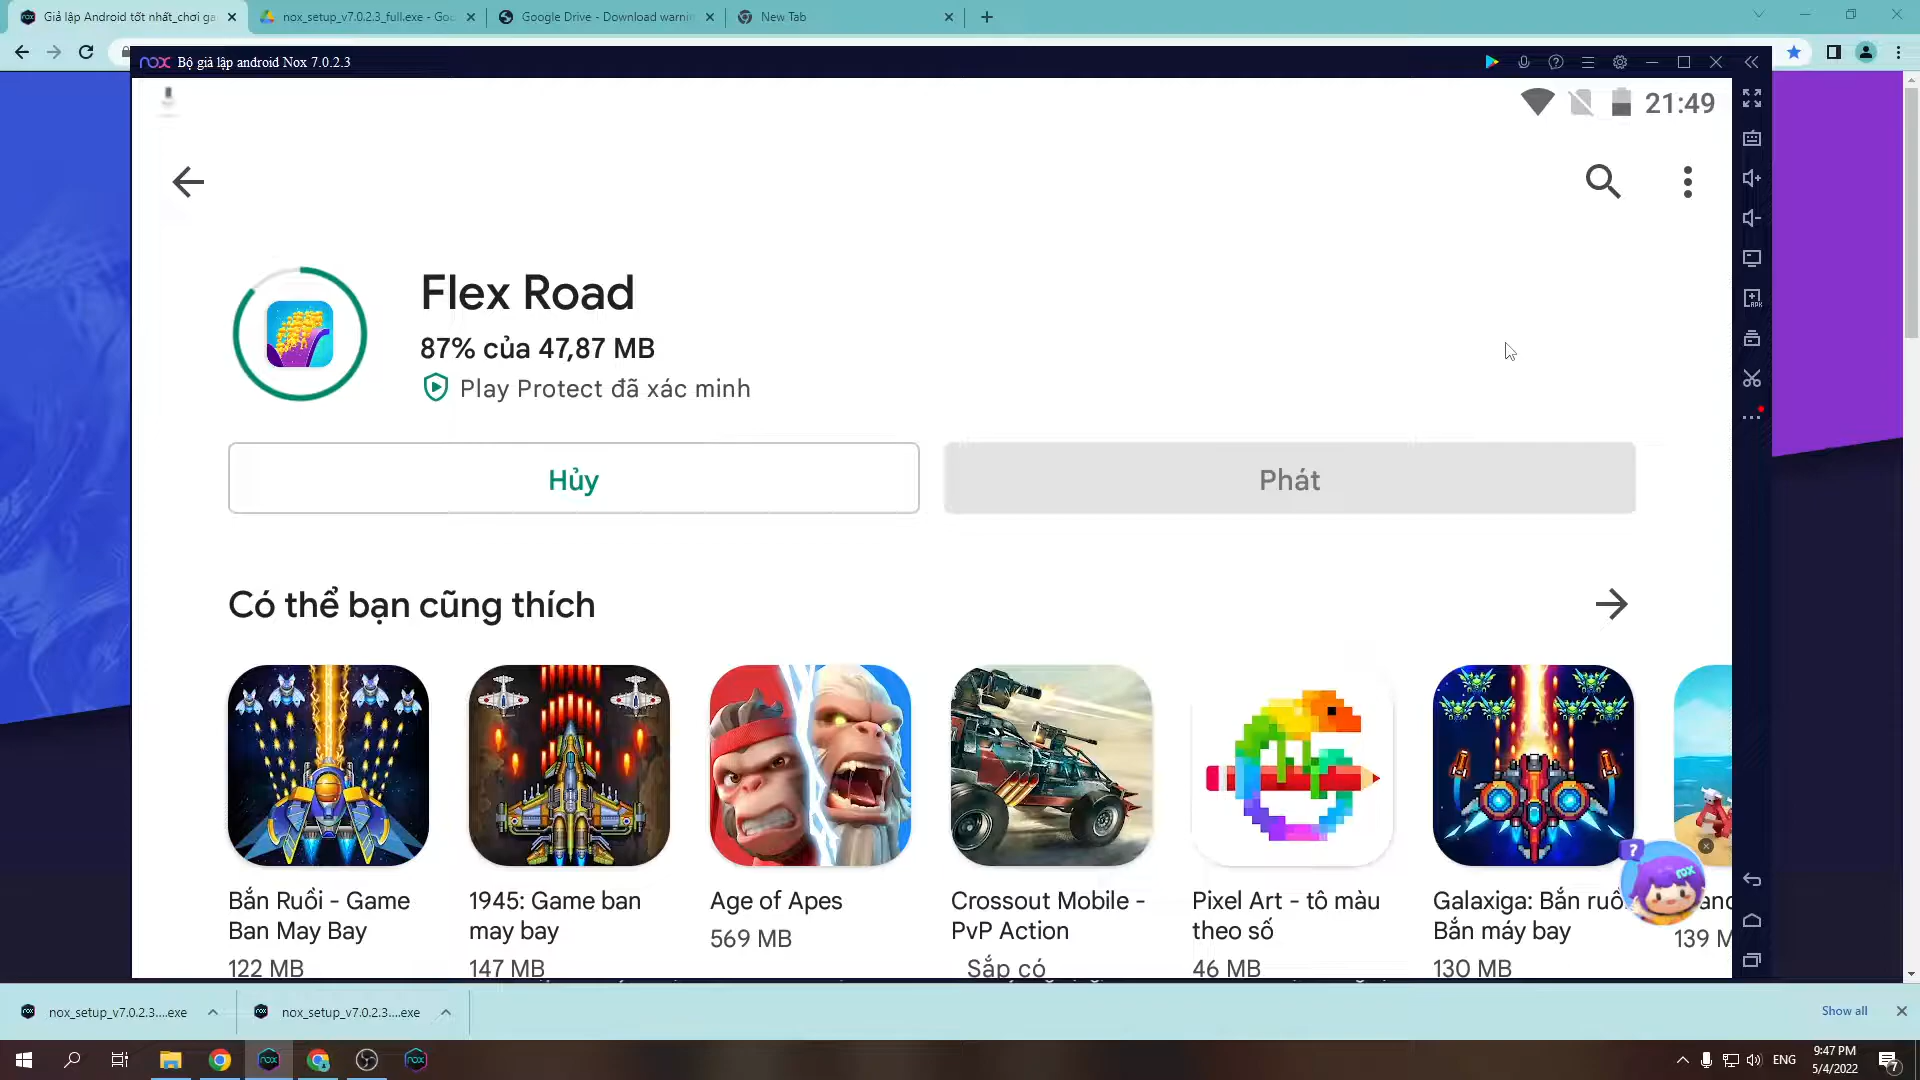 Giả lập Android tốt nhất_chơi ga
nox_setup_v7.0.2.3_full.exe - Goo
Google Drive - Download warnin
New Tab
nox Bộ giả lập android Nox 7.0.2.3
21:49
Flex Road
87% của 47,87 MB
Play Protect đã xác minh
Hủy
Phát
Có thể bạn cũng thích
Bắn Ruồi - Game
Ban May Bay
122 MB
1945: Game ban
may bay
147 MB
Age of Apes
569 MB
Crossout Mobile -
PvP Action
Sắp có
Pixel Art - tô màu
theo số
46 MB
Galaxiga: Bắn ruồ
Bắn máy bay
130 MB
139 M
nox_setup_v7.0.2.3....exe
nox_setup_v7.0.2.3....exe
Show all
ENG
9:47 PM
5/4/2022
7